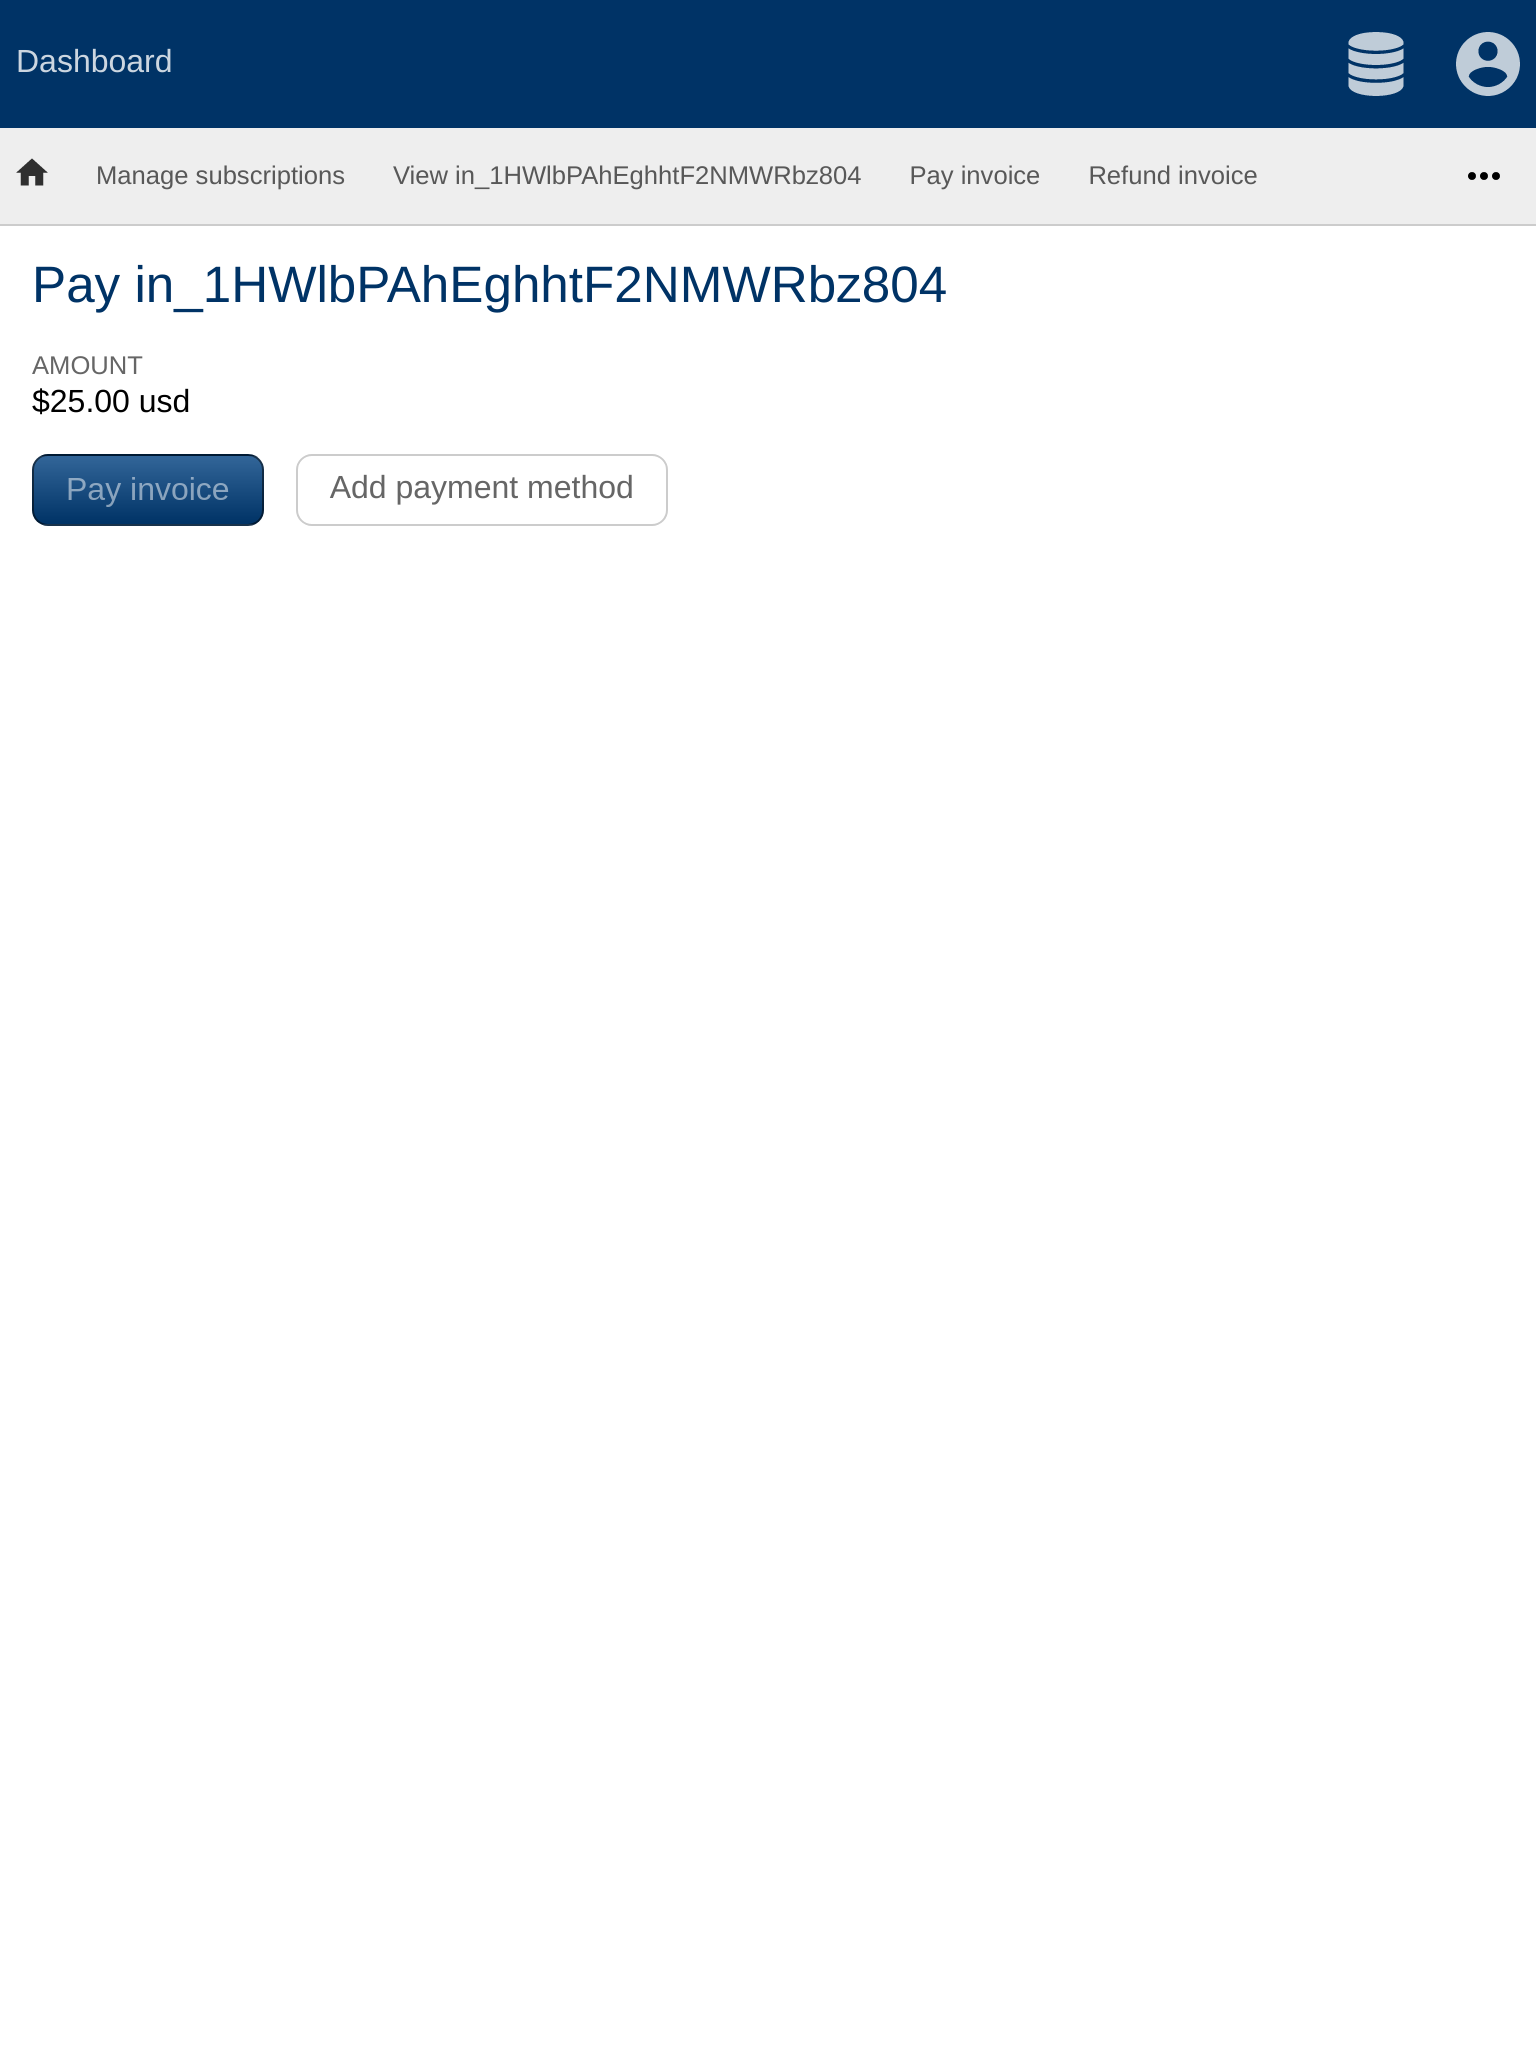 Dashboard
Manage subscriptions View in_1HWlbPAhEghhtF2NMWRbz804 Pay invoice Refund invoice
Pay in_1HWlbPAhEghhtF2NMWRbz804
AMOUNT
$25.00 usd
Pay invoice Add payment method